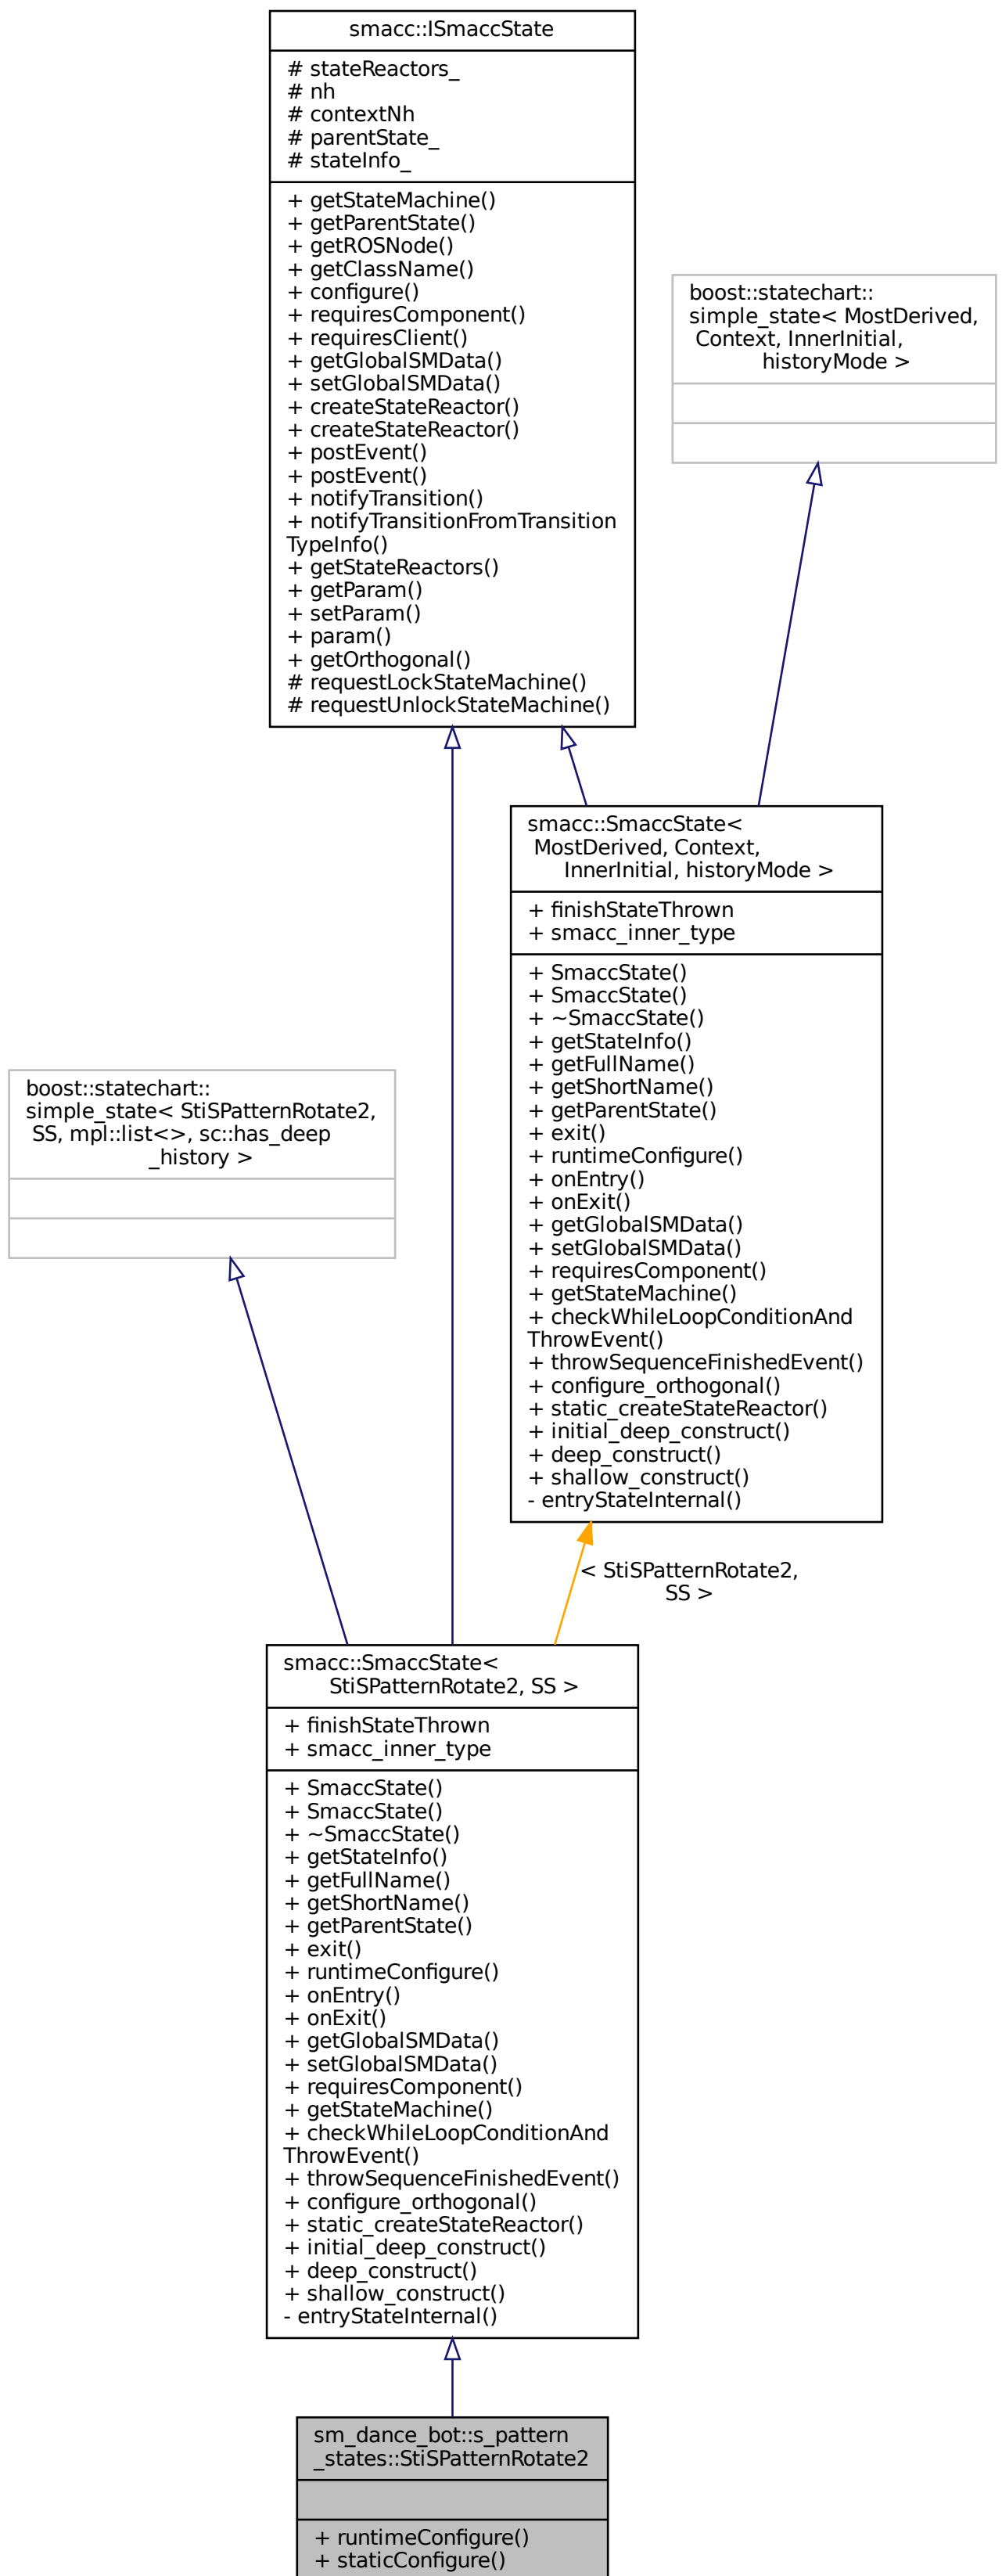 smacc::ISmaccState
# stateReactors_
# nh
# contextNh
# parentState_
# stateInfo_
+ getStateMachine()
+ getParentState()
+ getROSNode()
+ getClassName()
+ configure()
+ requiresComponent()
+ requiresClient()
+ getGlobalSMData()
+ setGlobalSMData()
+ createStateReactor()
+ createStateReactor()
+ postEvent()
+ postEvent()
+ notifyTransition()
+ notifyTransitionFromTransition
TypeInfo()
+ getStateReactors()
+ getParam()
+ setParam()
+ param()
+ getOrthogonal()
# requestLockStateMachine()
# requestUnlockStateMachine()
boost::statechart::
simple_state< MostDerived,
Context, InnerInitial,
historyMode >
smacc::SmaccState<
MostDerived, Context,
InnerInitial, historyMode >
+ finishStateThrown
+ smacc_inner_type
+ SmaccState()
+ SmaccState()
+ ~SmaccState()
+ getStateInfo()
+ getFullName()
+ getShortName()
+ getParentState()
+ exit()
+ runtimeConfigure()
+ onEntry()
+ onExit()
+ getGlobalSMData()
+ setGlobalSMData()
+ requiresComponent()
+ getStateMachine()
+ checkWhileLoopConditionAnd
ThrowEvent()
+ throwSequenceFinishedEvent()
+ configure_orthogonal()
+ static_createStateReactor()
+ initial_deep_construct()
+ deep_construct()
+ shallow_construct()
- entryStateInternal()
boost::statechart::
simple_state< StiSPatternRotate2,
SS, mpl::list<>, sc::has_deep
_history >
< StiSPatternRotate2,
SS >
smacc::SmaccState<
StiSPatternRotate2, SS >
+ finishStateThrown
+ smacc_inner_type
+ SmaccState()
+ SmaccState()
+ ~SmaccState()
+ getStateInfo()
+ getFullName()
+ getShortName()
+ getParentState()
+ exit()
+ runtimeConfigure()
+ onEntry()
+ onExit()
+ getGlobalSMData()
+ setGlobalSMData()
+ requiresComponent()
+ getStateMachine()
+ checkWhileLoopConditionAnd
ThrowEvent()
+ throwSequenceFinishedEvent()
+ configure_orthogonal()
+ static_createStateReactor()
+ initial_deep_construct()
+ deep_construct()
+ shallow_construct()
- entryStateInternal()
sm_dance_bot::s_pattern
_states::StiSPatternRotate2
+ runtimeConfigure()
+ staticConfigure()